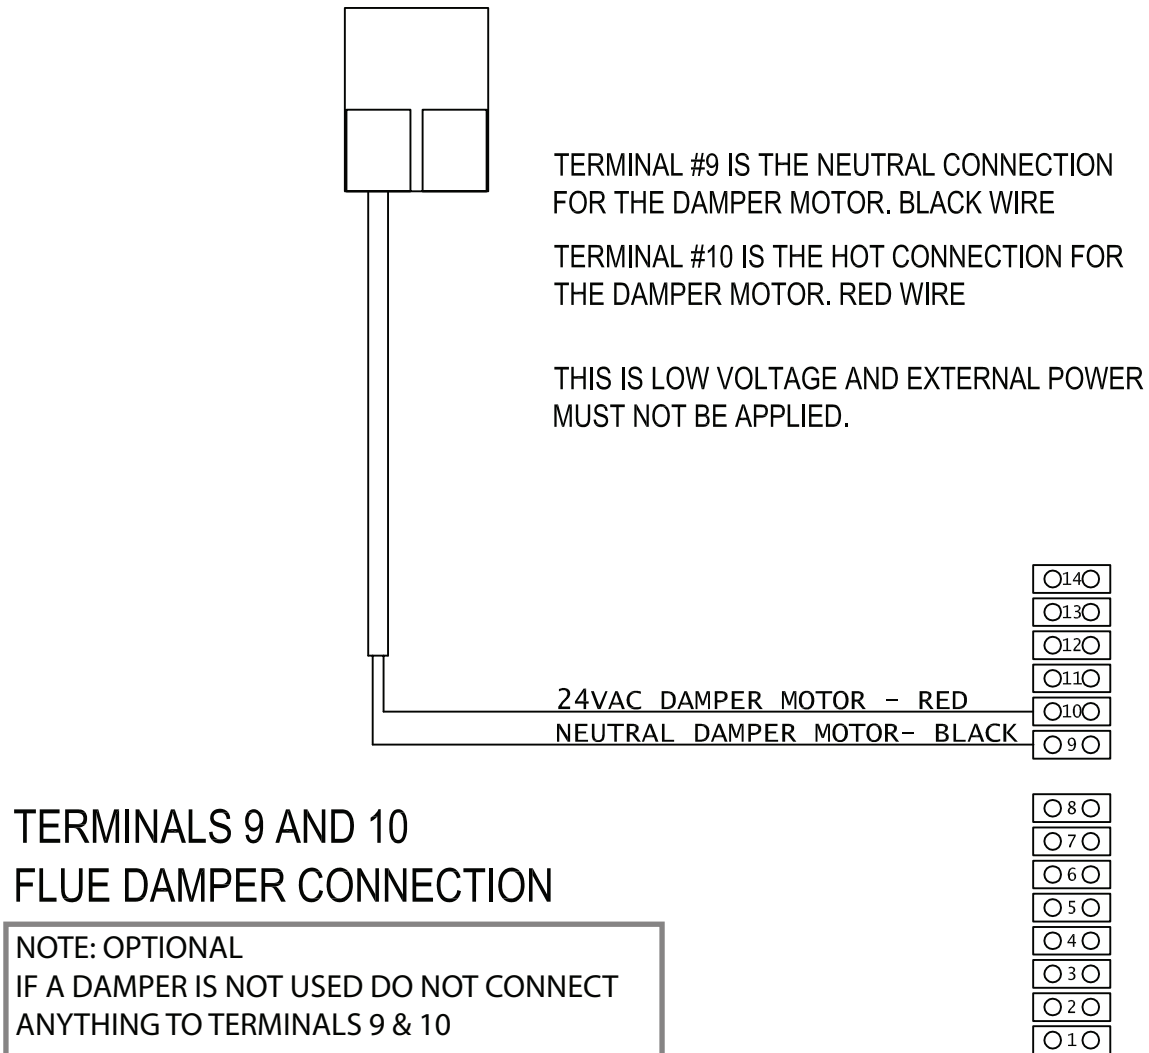 TERMINAL #9 IS THE NEUTRAL CONNECTION
FOR THE DAMPER MOTOR. BLACK WIRE
TERMINAL #10 IS THE HOT CONNECTION FOR
THE DAMPER MOTOR. RED WIRE
THIS IS LOW VOLTAGE AND EXTERNAL POWER
MUST NOT BE APPLIED.
14
13
12
11
24VAC DAMPER MOTOR - RED
10
NEUTRAL DAMPER MOTOR- BLACK
9
8
7
6
5
4
3
2
1
TERMINALS 9 AND 10
FLUE DAMPER CONNECTION
NOTE: OPTIONAL
IF A DAMPER IS NOT USED DO NOT CONNECT
ANYTHING TO TERMINALS 9 & 10